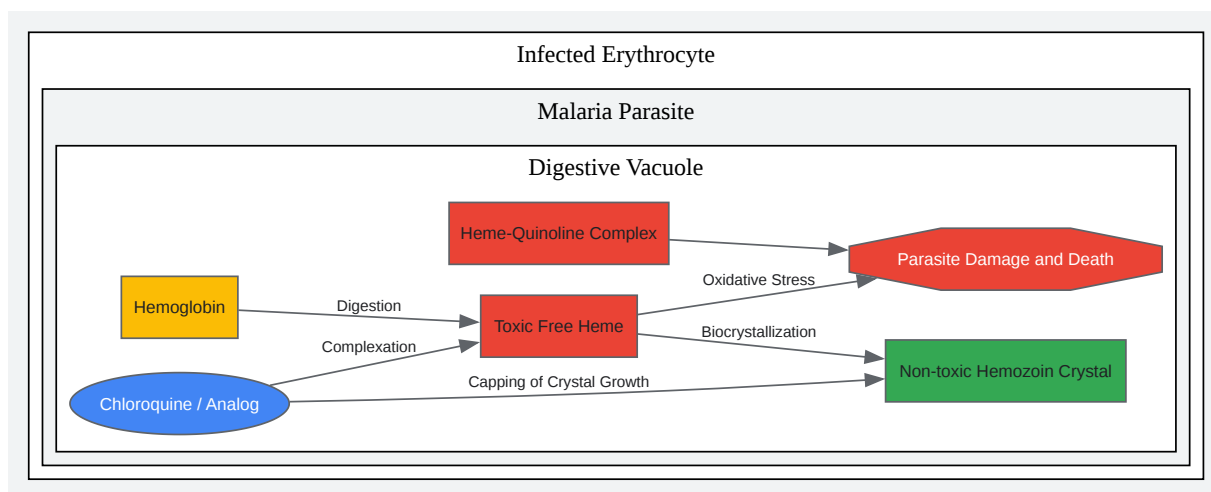 Infected Erythrocyte
Malaria Parasite
Digestive Vacuole
Heme-Quinoline Complex
Parasite Damage and Death
Oxidative Stress
Hemoglobin
Digestion
Toxic Free Heme
Biocrystallization
Complexation
Non-toxic Hemozoin Crystal
Capping of Crystal Growth
Chloroquine / Analog